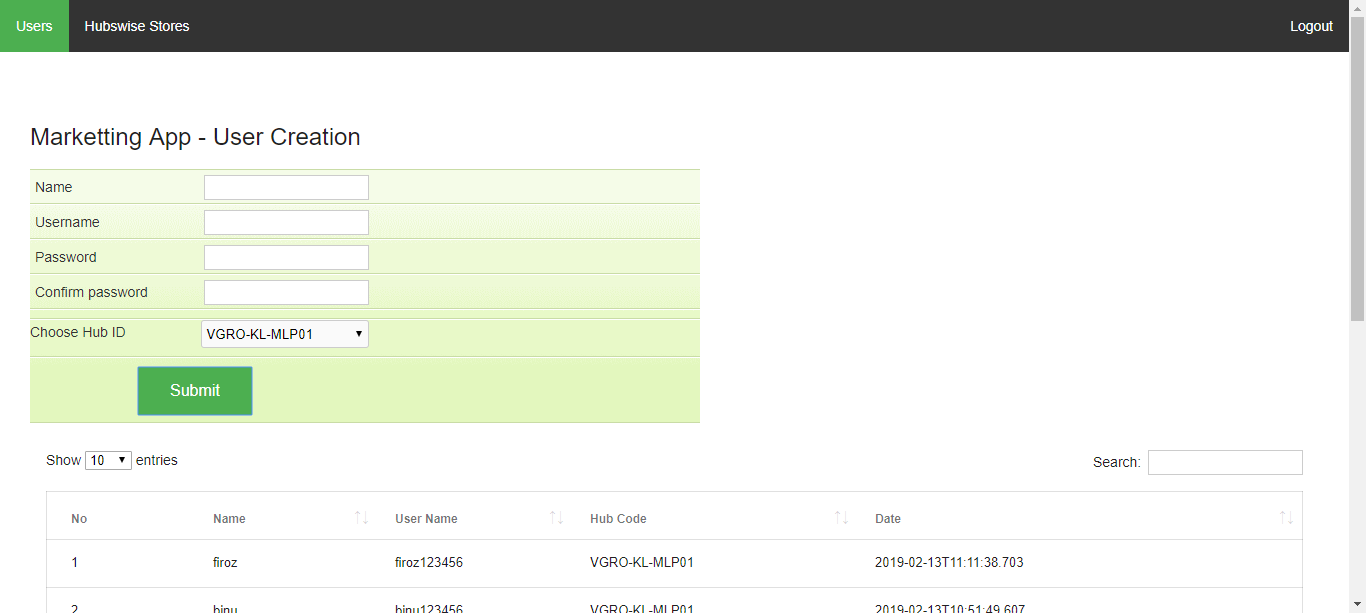 Users Hubswise Stores Logout
Marketting App - User Creation
Name
Username
Password
Confirm password
Choose Hub ID VGRO-KL-MLP01
Submit
Show 10 entries Search:
No Name User Name Hub Code Date
1 firoz firoz123456 VGRO-KL-MLP01 2019-02-13T11:11:38.703
2 binu binu123456 VGRO-KL-MLP01 2019-02-13T10:51:49.607